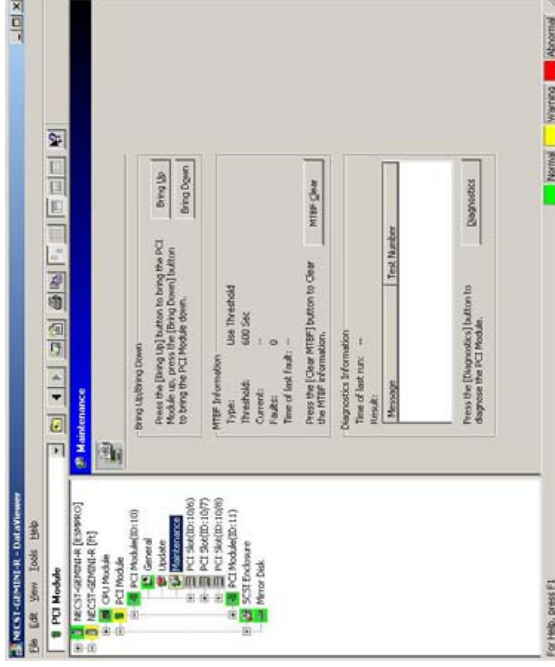 NECST-GEMINI-R - DataViewer
File Edit View Tools Help
PCI Module
NECST-GEMINI-R [ESMPRO]
NECST-GEMINI-R [ft]
CPU Module
PCI Module
PCI Module(ID:10)
General
Update
Maintenance
PCI Slot(ID:10/6)
PCI Slot(ID:10/7)
PCI Slot(ID:10/8)
PCI Module(ID:11)
SCSI Enclosure
Mirror Disk
Maintenance
Bring Up/Bring Down
Press the [Bring Up] button to bring the PCI
Module up, press the [Bring Down] button
to bring the PCI Module down.
Bring Up
Bring Down
MTBF Information
Type: Use Threshold
Threshold: 600 Sec
Current: --
Faults: 0
Time of last fault: --
Press the [Clear MTBF] button to Clear
the MTBF information.
MTBF Clear
Diagnostics Information
Time of last run: --
Result:
Message Test Number
Press the [Diagnostics] button to
diagnose the PCI Module.
Diagnostics
For Help, press F1
Normal Warning Abnormal